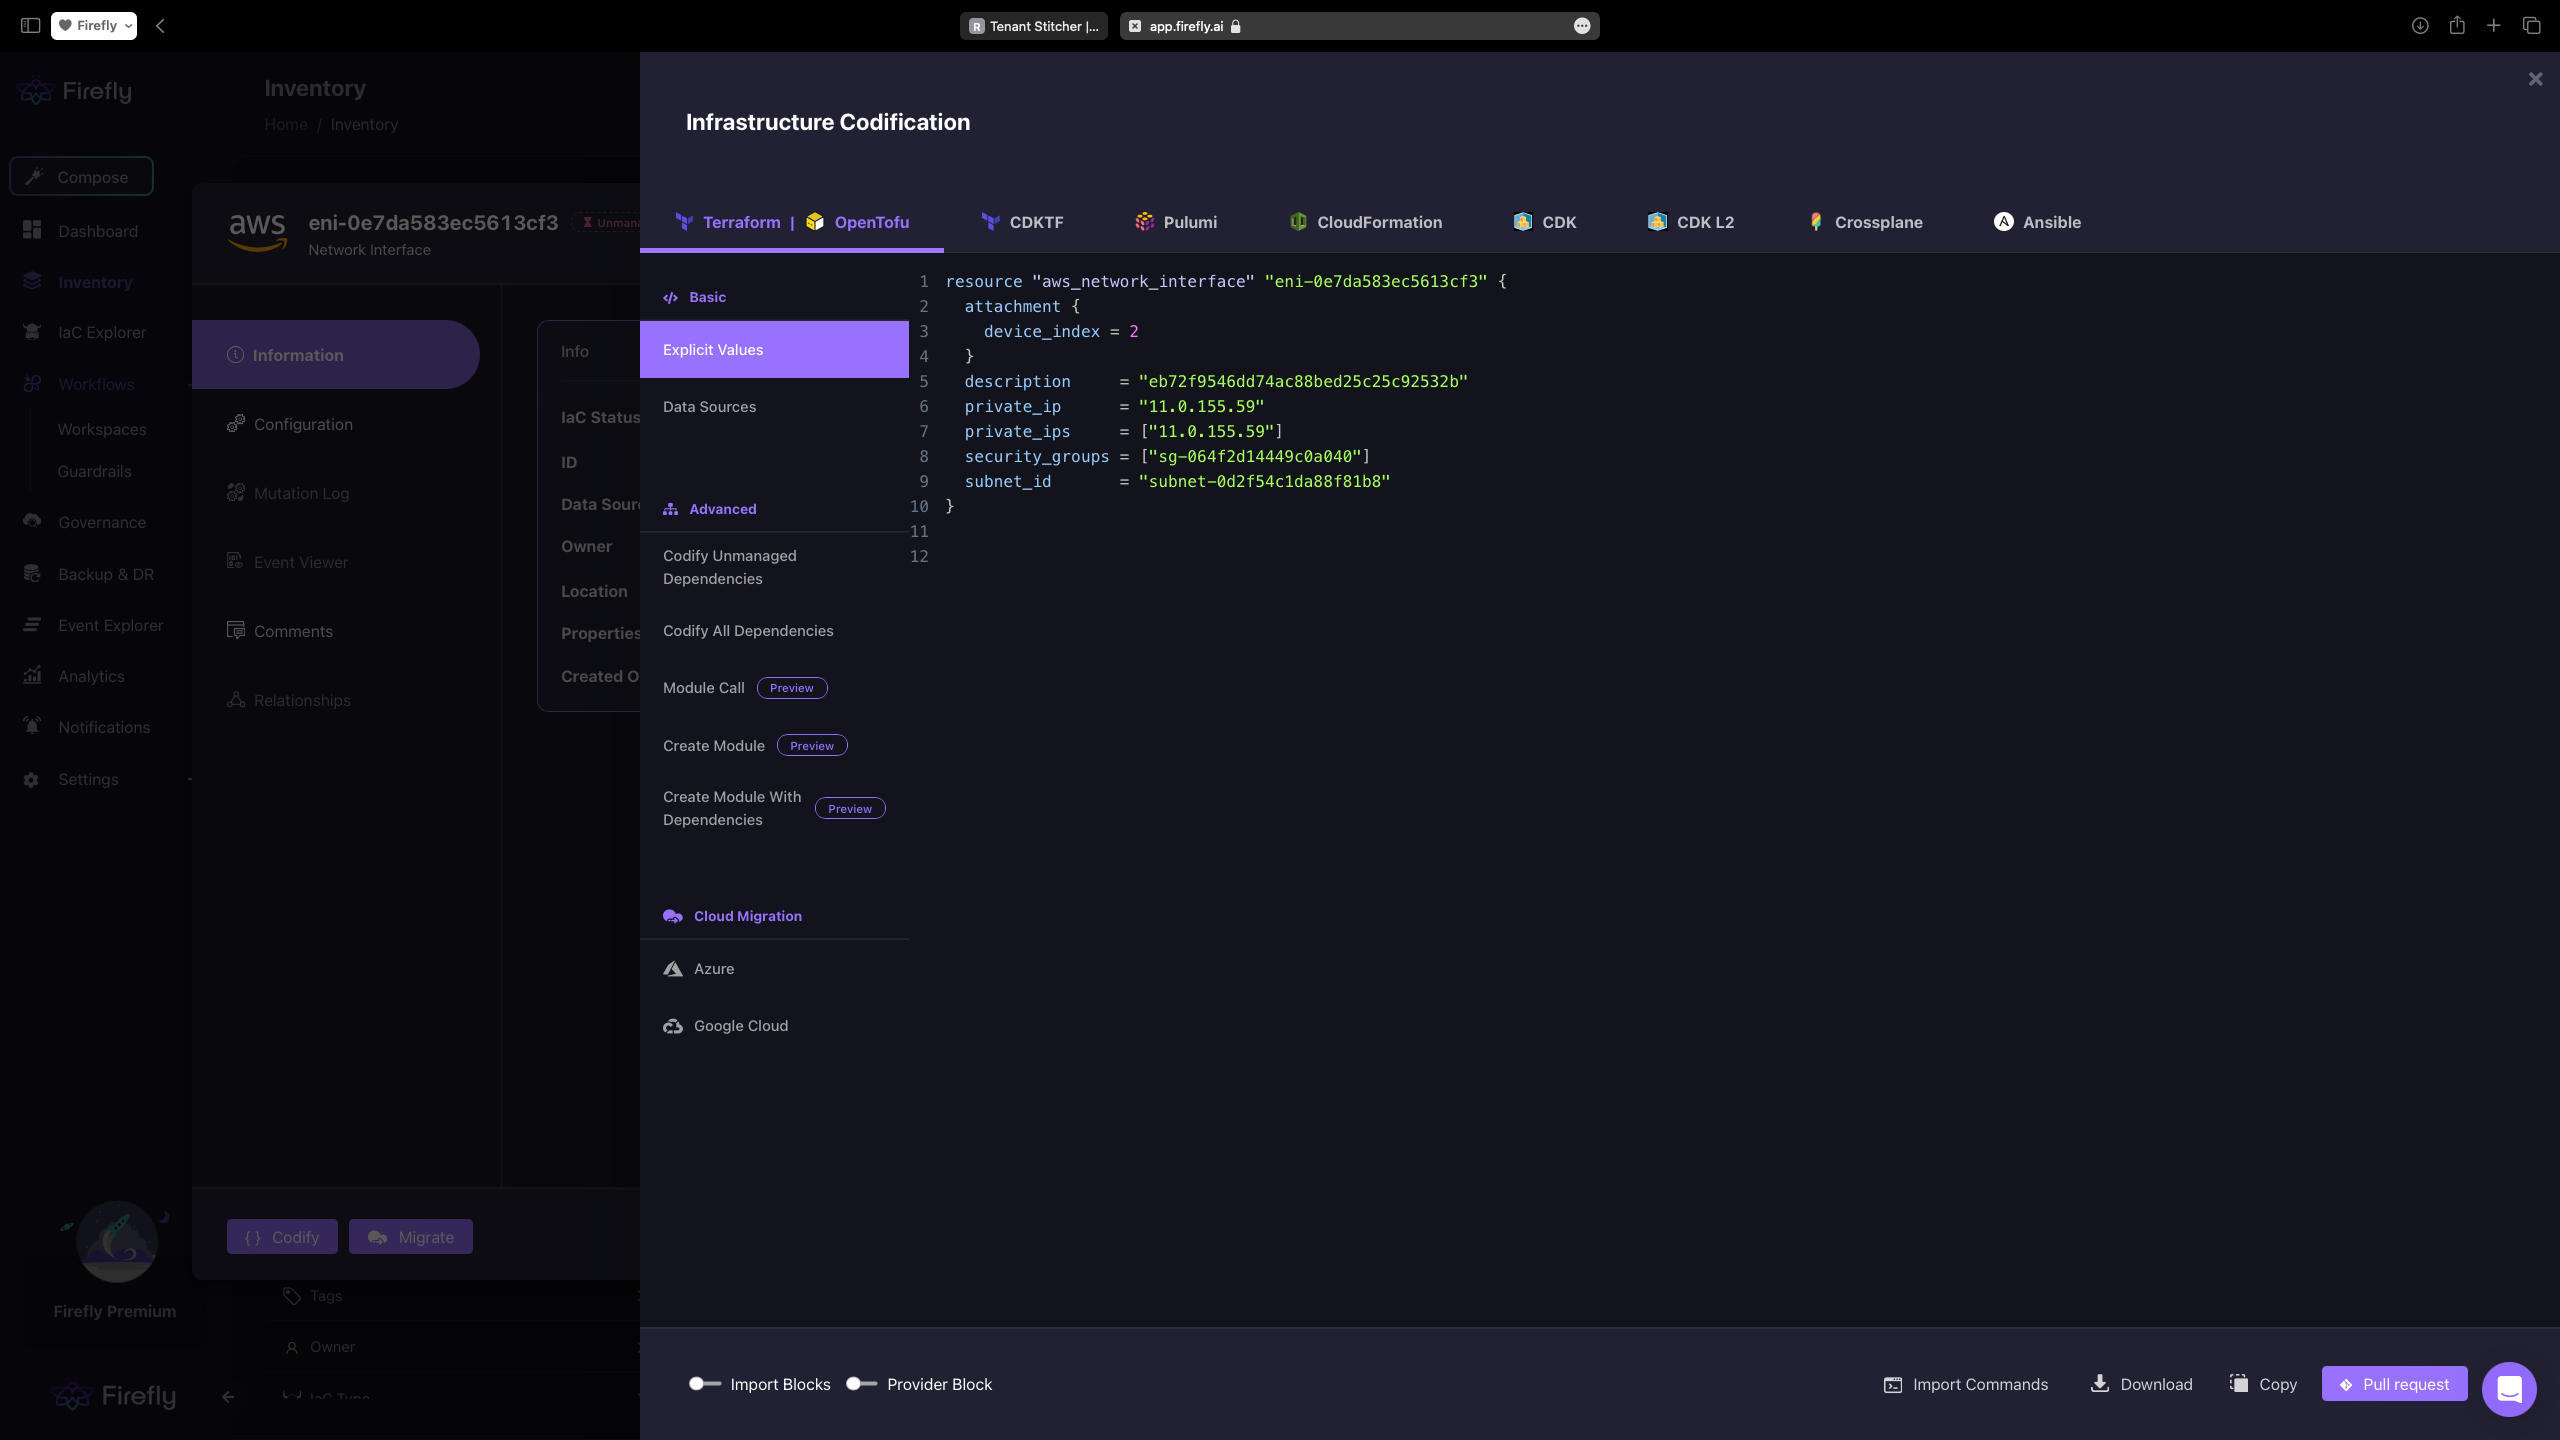 Firefly
Tenant Stitcher |...
app.firefly.ai
Firefly
Inventory
Home / Inventory
Compose
Dashboard
Inventory
IaC Explorer
Workflows
Workspaces
Guardrails
Governance
Backup & DR
Event Explorer
Analytics
Notifications
Settings
Firefly Premium
Firefly
aws
eni-0e7da583ec5613cf3
Network Interface
Information
Configuration
Mutation Log
Event Viewer
Comments
Relationships
Info
IaC Status
ID
Owner
Location
Properties
{ } Codify
Migrate
Tags
Owner
IaC Type
Infrastructure Codification
Terraform | OpenTofu
CDKTF
Pulumi
CloudFormation
CDK
CDK L2
Crossplane
Ansible
Basic
Explicit Values
Data Sources
Advanced
Codify Unmanaged
Dependencies
Codify All Dependencies
Module Call Preview
Create Module Preview
Create Module With
Dependencies
Preview
Cloud Migration
Azure
Google Cloud
1 resource "aws_network_interface" "eni-0e7da583ec5613cf3" {
2 attachment {
3 device_index = 2
4 }
5 description = "eb72f9546dd74ac88bed25c25c92532b"
6 private_ip = "11.0.155.59"
7 private_ips = ["11.0.155.59"]
8 security_groups = ["sg-064f2d14449c0a040"]
9 subnet_id = "subnet-0d2f54c1da88f81b8"
10 }
11
12
Import Blocks
Provider Block
Import Commands
Download
Copy
Pull request